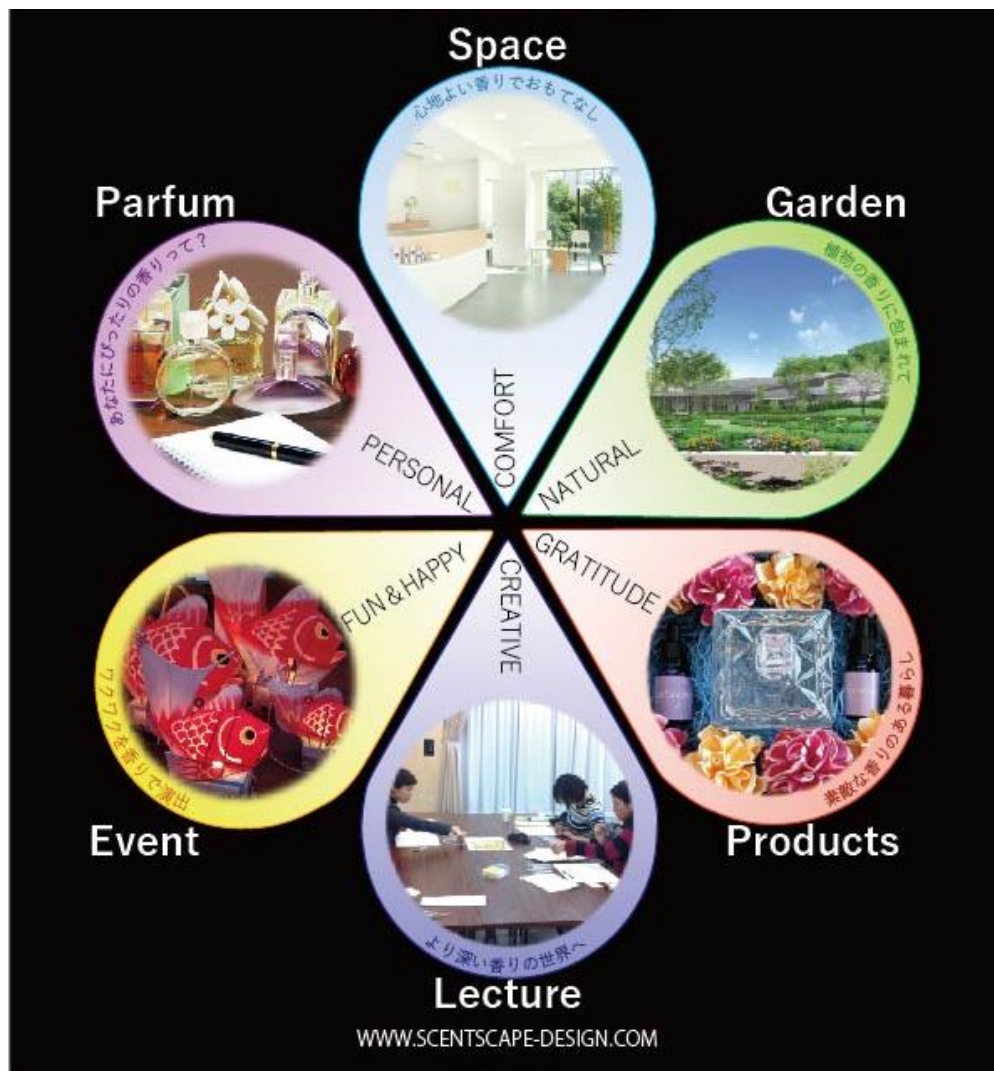 Space
心地よい香りでおもてなし
COMFORT
Parfum
あなたにぴったりの香りって？
PERSONAL
Garden
植物の香りに包まれて
NATURAL
FUN & HAPPY
ワクワクを香りで演出
Event
CREATIVE
より深い香りの世界へ
Lecture
GRATITUDE
素敵な香りのある暮らし
Products
WWW.SCENTSCAPE-DESIGN.COM